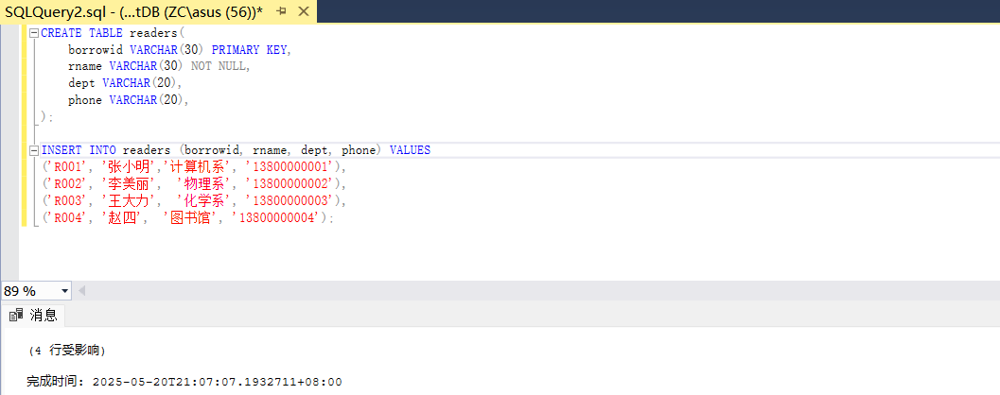 SQLQuery2.sql - (...tDB (ZC\asus (56))*
CREATE TABLE readers(
borrowid VARCHAR(30) PRIMARY KEY,
rname VARCHAR(30) NOT NULL,
dept VARCHAR(20),
phone VARCHAR(20),
);
INSERT INTO readers (borrowid, rname, dept, phone) VALUES
('R001', '张小明','计算机系', '13800000001'),
('R002', '李美丽', '物理系', '13800000002'),
('R003', '王大力', '化学系', '13800000003'),
('R004', '赵四', '图书馆', '13800000004');
89 %
消息
(4 行受影响)
完成时间: 2025-05-20T21:07:07.1932711+08:00